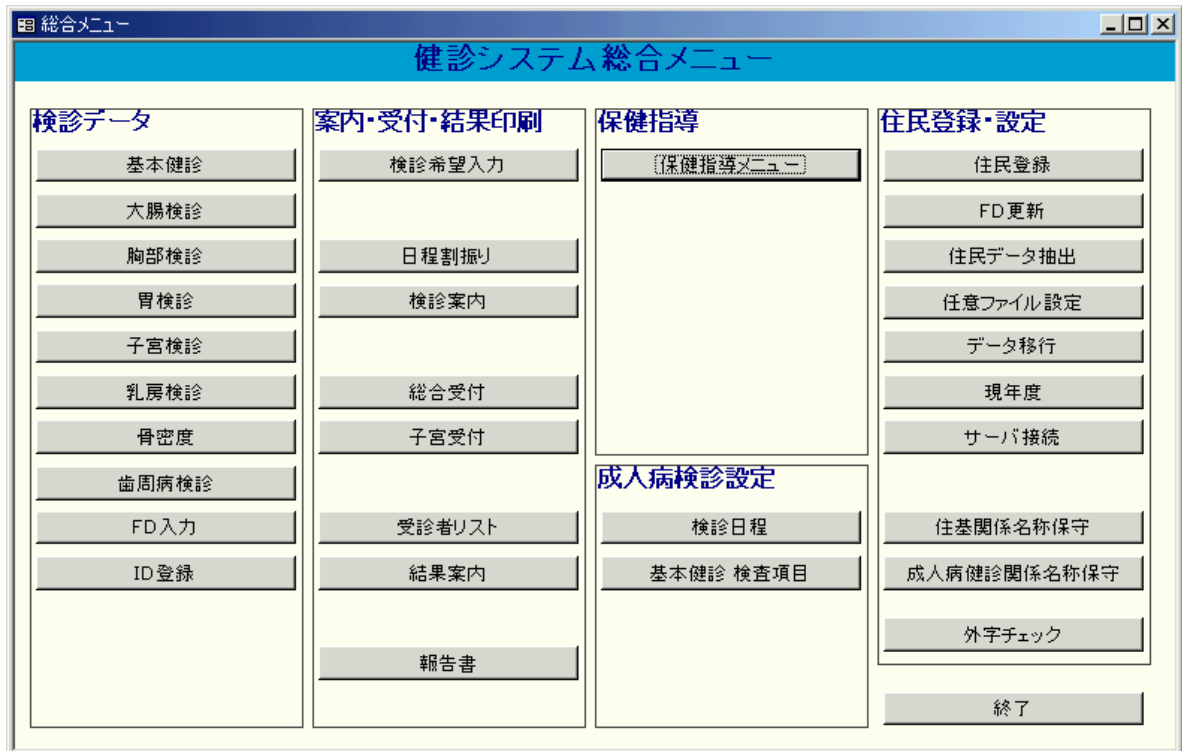 総合メニュー
健診システム総合メニュー
検診データ
基本健診
大腸検診
胸部検診
胃検診
子宮検診
乳房検診
骨密度
歯周病検診
FD入力
ID登録
案内・受付・結果印刷
検診希望入力
日程割振り
検診案内
総合受付
子宮受付
受診者リスト
結果案内
報告書
保健指導
保健指導メニュー
成人病検診設定
検診日程
基本健診 検査項目
住民登録・設定
住民登録
FD更新
住民データ抽出
任意ファイル設定
データ移行
現年度
サーバ接続
住基関係名称保守
成人病健診関係名称保守
外字チェック
終了